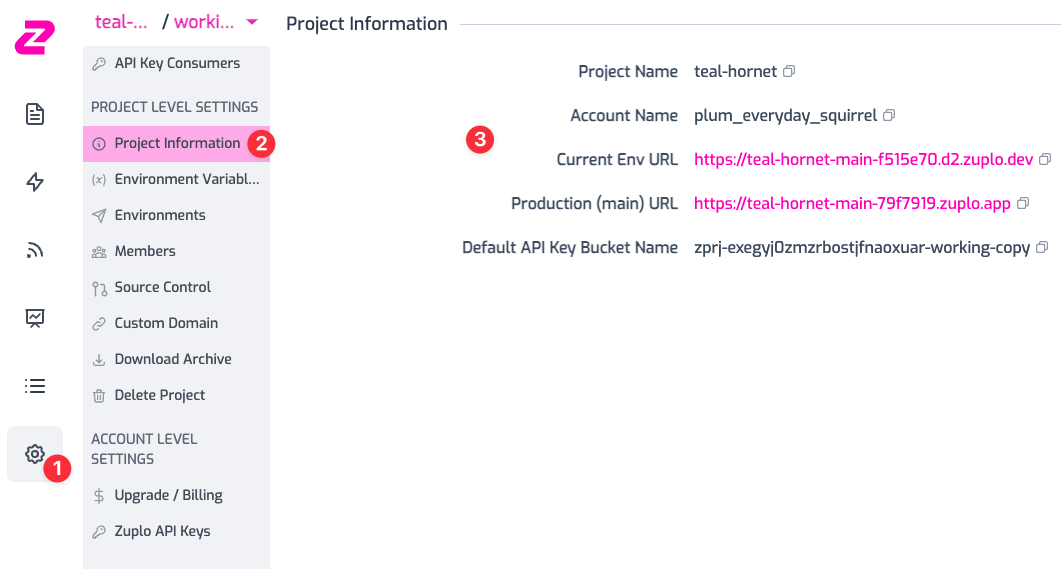 teal-... / worki...
API Key Consumers
PROJECT LEVEL SETTINGS
Project Information 2
Environment Variabl...
Environments
Members
Source Control
Custom Domain
Download Archive
Delete Project
ACCOUNT LEVEL
SETTINGS
1
Upgrade / Billing
Zuplo API Keys
Project Information
3
Project Name teal-hornet
Account Name plum_everyday_squirrel
Current Env URL https://teal-hornet-main-f515e70.d2.zuplo.dev
Production (main) URL https://teal-hornet-main-79f7919.zuplo.app
Default API Key Bucket Name zprj-exegyj0zmzrbostjfnaoxuar-working-copy